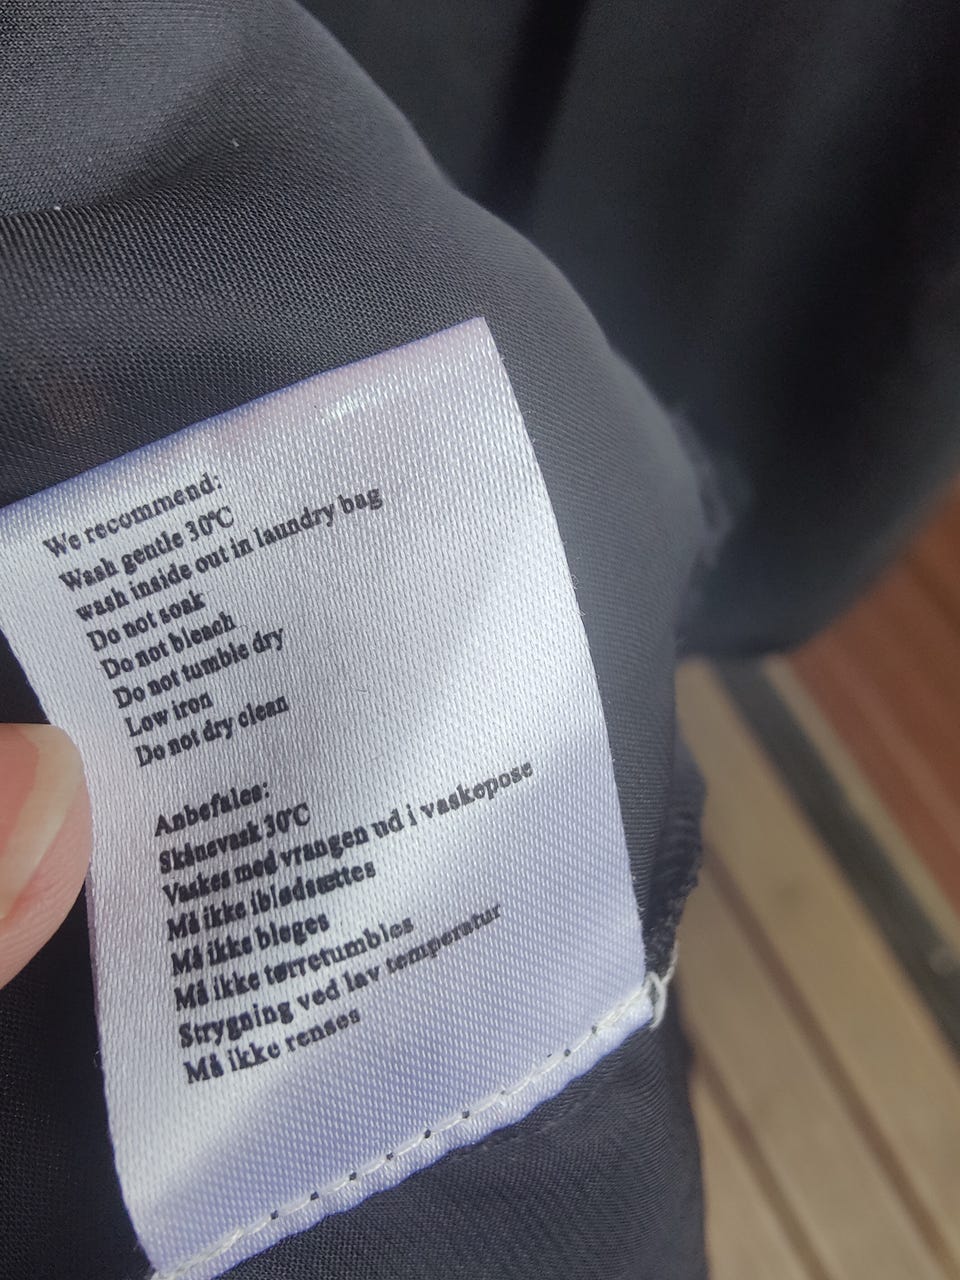 We recommend:
Wash gentle 30°C
wash inside out in laundry bag
Do not soak
Do not bleach
Do not tumble dry
Low iron
Do not dry clean
Anbefales:
Skånevask 30°C
Vaskes med vrangen ud i vaskepose
Må ikke iblødsættes
Må ikke bleges
Må ikke tørretumbles
Strygning ved lav temperatur
Må ikke renses